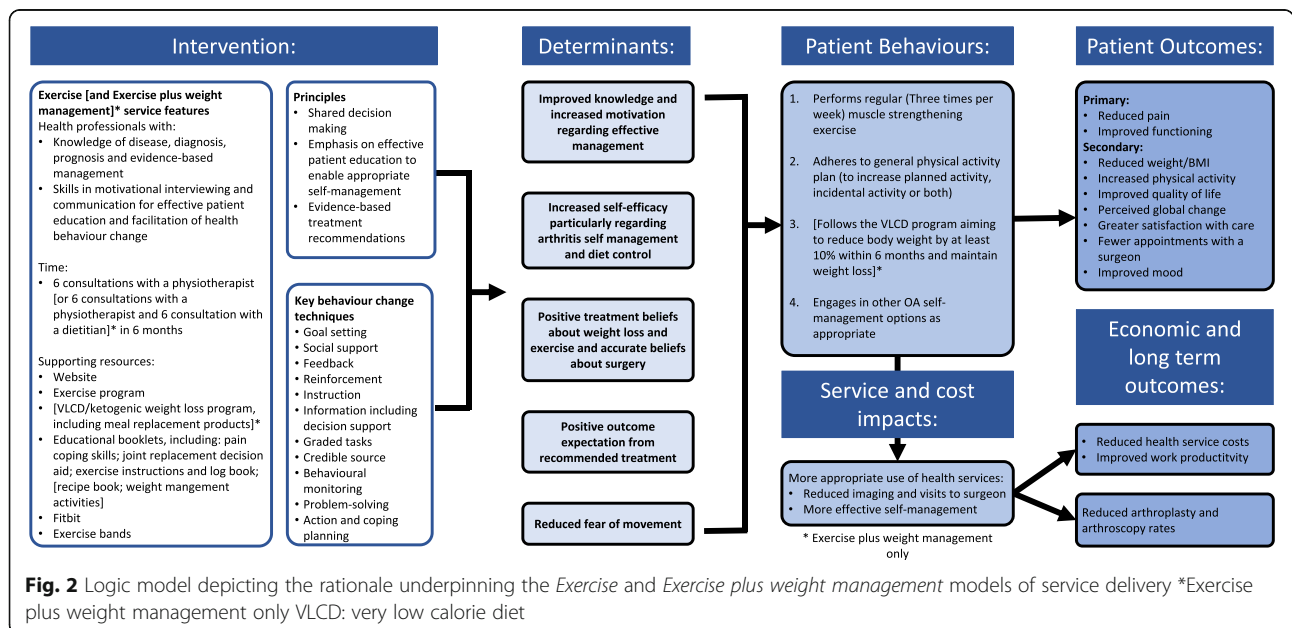 Intervention:
Exercise [and Exercise plus weight
management]* service features
Health professionals with:
• Knowledge of disease, diagnosis,
prognosis and evidence-based
management
• Skills in motivational interviewing and
communication for effective patient
education and facilitation of health
behaviour change
Time:
• 6 consultations with a physiotherapist
[or 6 consultations with a
physiotherapist and 6 consultation with
a dietitian]* in 6 months
Supporting resources:
• Website
• Exercise program
• [VLCD/ketogenic weight loss program,
including meal replacement products]*
• Educational booklets, including: pain
coping skills; joint replacement decision
aid; exercise instructions and log book;
[recipe book; weight mangement
activities]
• Fitbit
• Exercise bands
Principles
• Shared decision
making
• Emphasis on effective
patient education to
enable appropriate
self-management
• Evidence-based
treatment
recommendations
Key behaviour change
techniques
• Goal setting
• Social support
• Feedback
• Reinforcement
• Instruction
• Information including
decision support
• Graded tasks
• Credible source
• Behavioural
monitoring
• Problem-solving
• Action and coping
planning
Determinants:
Improved knowledge and
increased motivation
regarding effective
management
Increased self-efficacy
particularly regarding
arthritis self management
and diet control
Positive treatment beliefs
about weight loss and
exercise and accurate beliefs
about surgery
Positive outcome
expectation from
recommended treatment
Reduced fear of movement
Patient Behaviours:
1. Performs regular (Three times per
week) muscle strengthening
exercise
2. Adheres to general physical activity
plan (to increase planned activity,
incidental activity or both)
3. [Follows the VLCD program aiming
to reduce body weight by at least
10% within 6 months and maintain
weight loss]*
4. Engages in other OA self-
management options as
appropriate
Service and cost
impacts:
More appropriate use of health services:
• Reduced imaging and visits to surgeon
• More effective self-management
* Exercise plus weight management
only
Patient Outcomes:
Primary:
• Reduced pain
• Improved functioning
Secondary:
• Reduced weight/BMI
• Increased physical activity
• Improved quality of life
• Perceived global change
• Greater satisfaction with care
• Fewer appointments with a
surgeon
• Improved mood
Economic and
long term
outcomes:
• Reduced health service costs
• Improved work productitvity
Reduced arthroplasty and
arthroscopy rates
Fig. 2 Logic model depicting the rationale underpinning the Exercise and Exercise plus weight management models of service delivery *Exercise
plus weight management only VLCD: very low calorie diet